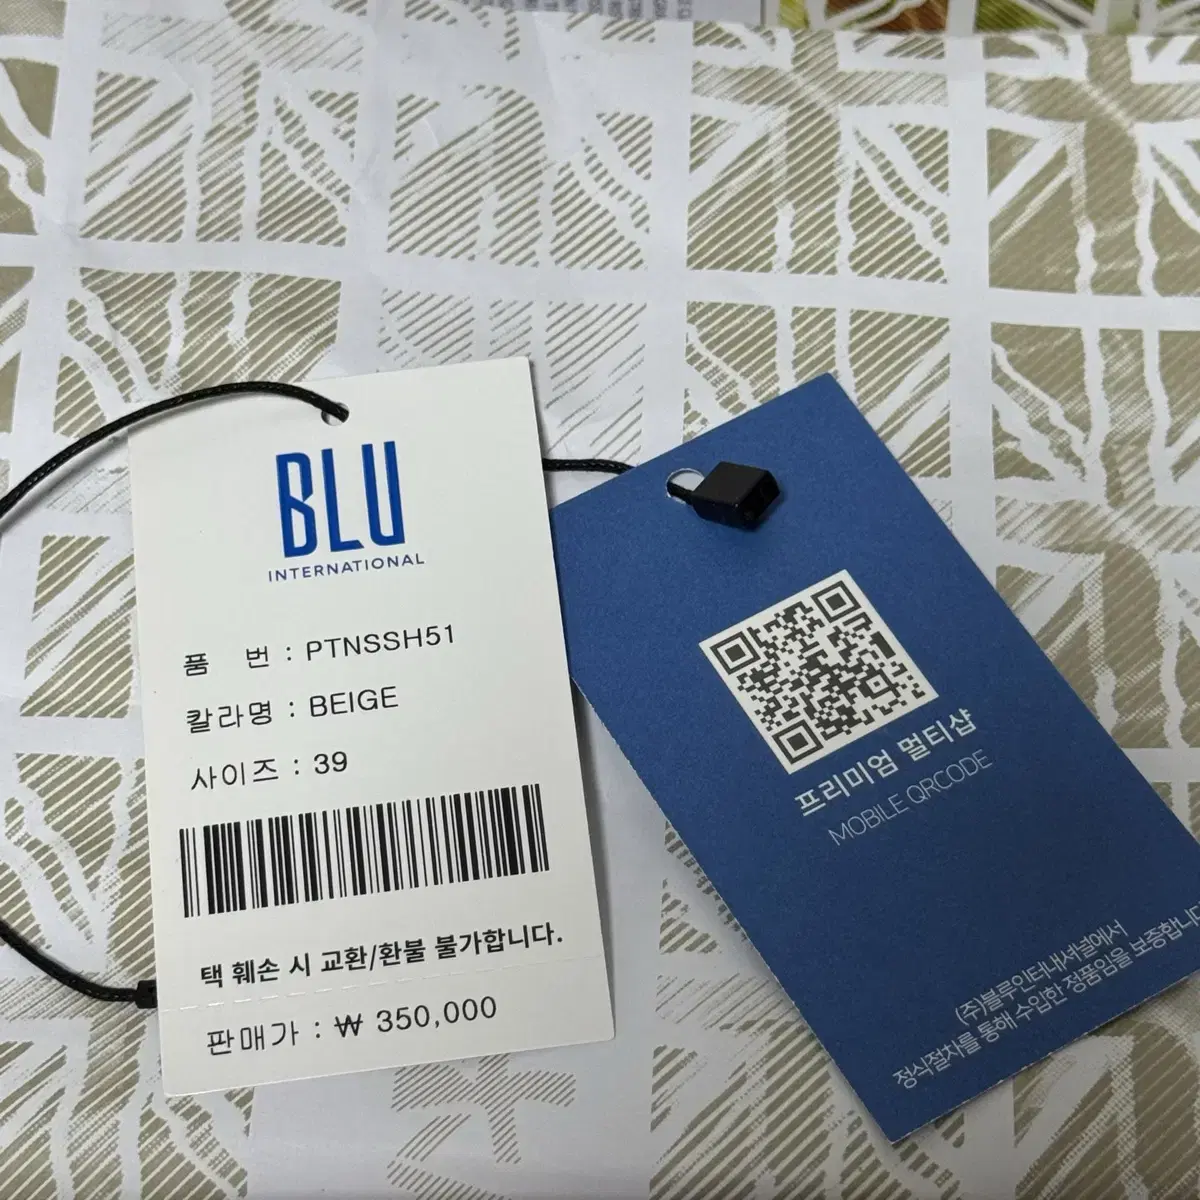 BLU
INTERNATIONAL
품 번 : PTNSSH51
칼라명 : BEIGE
사이즈 : 39
택 훼손 시 교환/환불 불가합니다.
판매가 : ₩ 350,000
프리미엄 멀티샵
MOBILE QRCODE
(주)블루인터내셔널에서
정식절차를 통해 수입한 정품임을 보증합니다